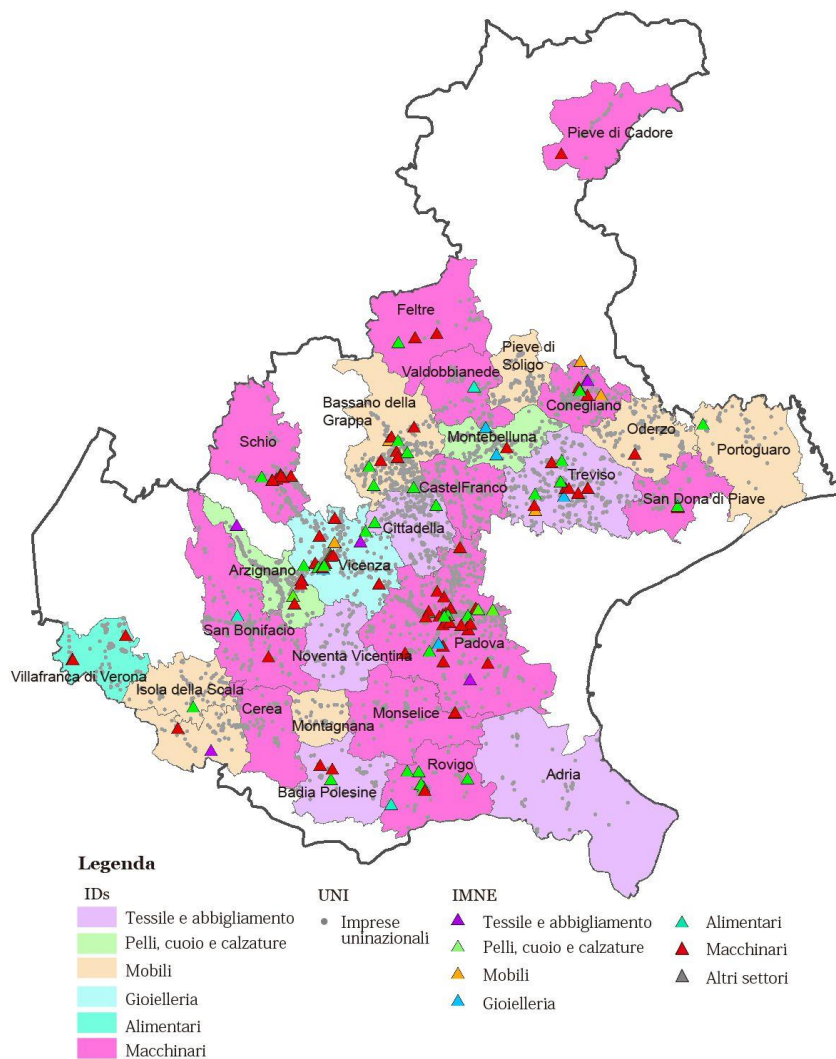 Pieve di Cadore
Feltre
Valdobbianede
Pieve di
Soligo
Bassano della
Grappa
Conegliano
Schio
Montebelluna
Oderzo
Portoguaro
CastelFranco
Treviso
San Dona'di Piave
Cittadella
Arzignano
Vicenza
San Bonifacio
Noventa Vicentina
Padova
Villafranca di Verona
Isola della Scala
Cerea
Montagnana
Monselice
Rovigo
Adria
Badia Polesine
Legenda
IDs
Tessile e abbigliamento
Pelli, cuoio e calzature
Mobili
Gioielleria
Alimentari
Macchinari
UNI
Imprese
uninazionali
IMNE
Tessile e abbigliamento
Pelli, cuoio e calzature
Mobili
Gioielleria
Alimentari
Macchinari
Altri settori